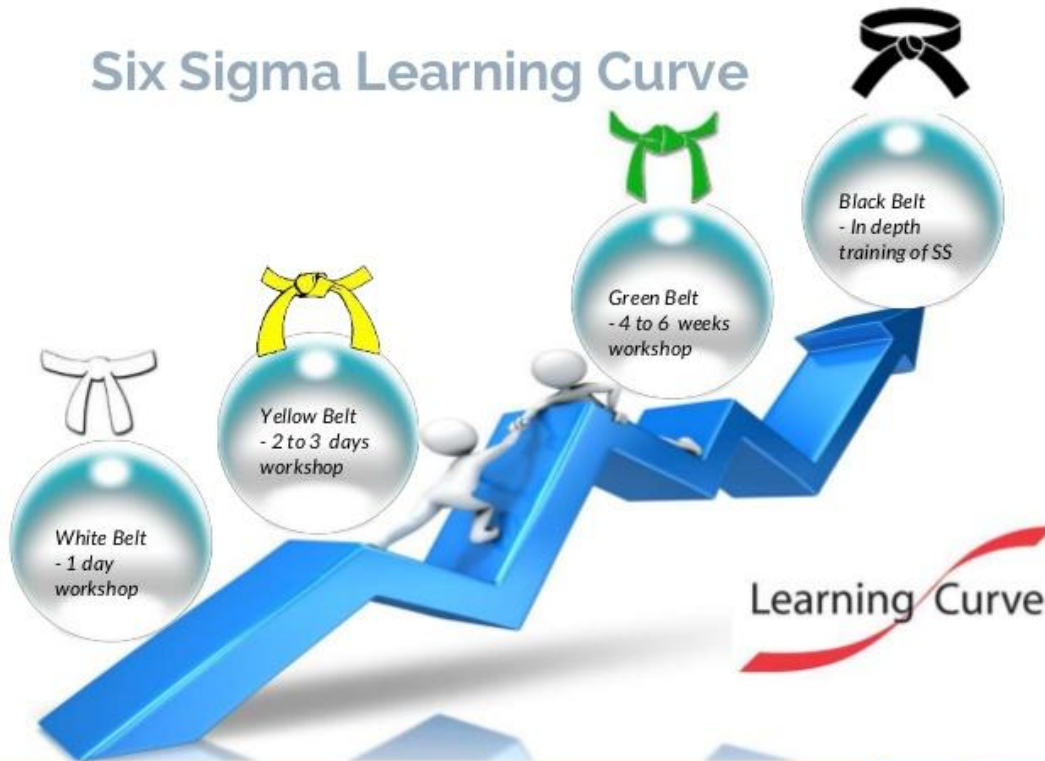 Six Sigma Learning Curve
White Belt
- 1 day
workshop
Yellow Belt
- 2 to 3 days
workshop
Green Belt
- 4 to 6 weeks
workshop
Black Belt
- In depth
training of SS
Learning Curve